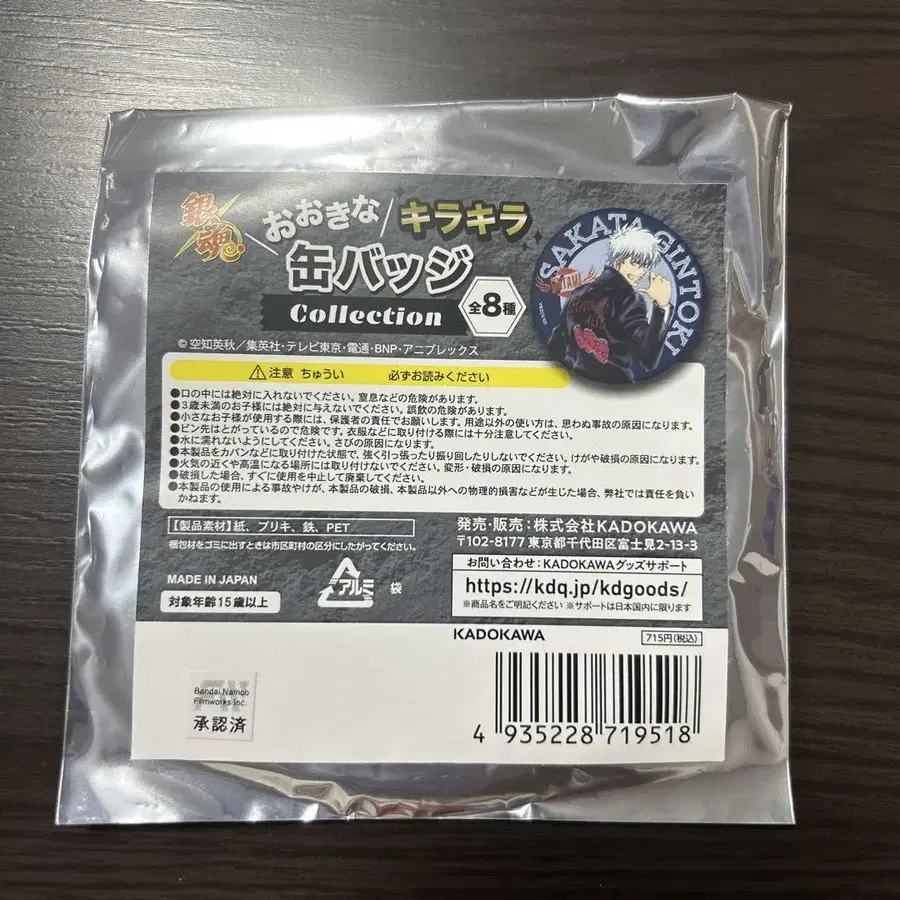 銀魂
おおきな キラキラ
缶バッジ
Collection
全8種
SAKATA GINTOKI
© 空知英秋／集英社・テレビ東京・電通・BNP・アニプレックス
⚠注意 ちゅうい 必ずお読みください
●口の中には絶対に入れないでください。窒息などの危険があります。
●3歳未満のお子様には絶対に与えないでください。誤飲の危険があります。
●小さなお子様が使用する際には、保護者の責任でお願いします。用途以外の使い方は、思わぬ事故の原因になります。
●ピン先はとがっているので危険です。衣服などに取り付ける際には十分注意してください。
●水に濡れないようにしてください。さびの原因になります。
●本製品をカバンなどに取り付けた状態で、強く引っ張ったり振り回したりしないでください。けがや破損の原因になります。
●火気の近くや高温になる場所には取り付けないでください。変形・破損の原因になります。
●破損した場合、すぐに使用を中止して廃棄してください。
●本製品の使用による事故やけが、本製品の破損、本製品以外への物理的損害などが生じた場合、弊社では責任を負い
かねます。
【製品素材】紙、ブリキ、鉄、PET
梱包材をゴミに出すときは市区町村の区分にしたがってください。
MADE IN JAPAN
対象年齢15歳以上
アルミ 袋
発売・販売：株式会社KADOKAWA
〒102-8177 東京都千代田区富士見2-13-3
お問い合わせ：KADOKAWAグッズサポート
https://kdq.jp/kdgoods/
※商品名をご明記ください ※サポートは日本国内に限ります
KADOKAWA
715円(税込)
Bandai Namco
Filmworks Inc.
承認済
4 935228 719518